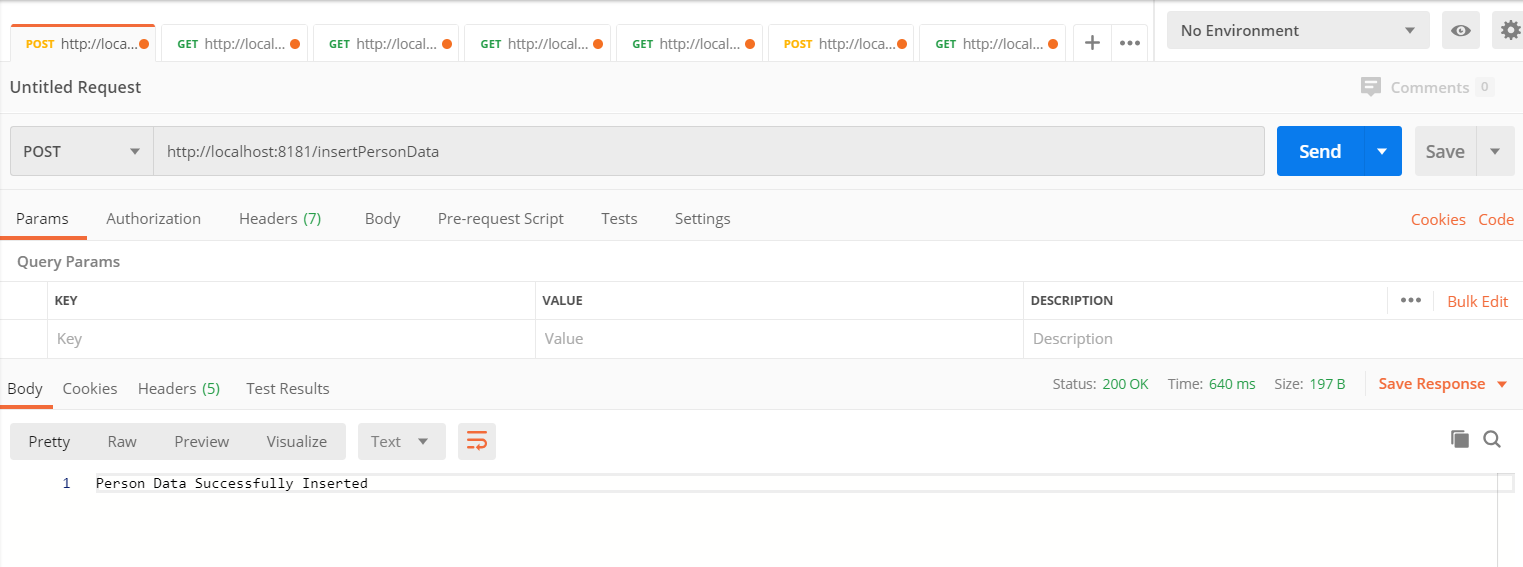 POST http://loca... GET http://local... GET http://local... GET http://local... GET http://local... POST http://loca... GET http://local... No Environment
Untitled Request Comments 0
POST http://localhost:8181/insertPersonData Send Save
Params Authorization Headers (7) Body Pre-request Script Tests Settings Cookies Code
Query Params
KEY VALUE DESCRIPTION Bulk Edit
Key Value Description
Body Cookies Headers (5) Test Results Status: 200 OK Time: 640 ms Size: 197 B Save Response
Pretty Raw Preview Visualize Text
1 Person Data Successfully Inserted